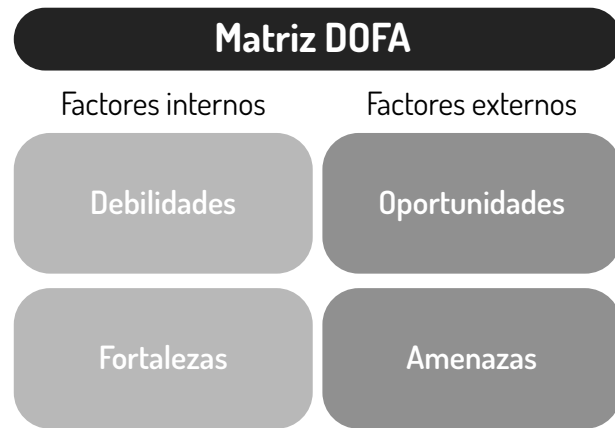 Matriz DOFA
Factores internos
Factores externos
Debilidades
Oportunidades
Fortalezas
Amenazas